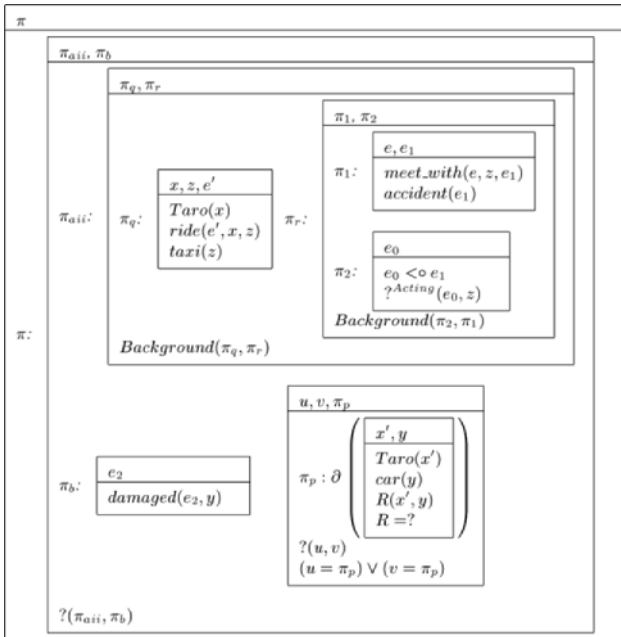 π
π_aii, π_b
π_q, π_r
π_1, π_2
e, e_1
π_1:
meet_with(e, z, e_1)
accident(e_1)
x, z, e′
π_aii:
π_q:
Taro(x)
ride(e′, x, z)
taxi(z)
π_r:
e_0
π_2:
e_0 <∘ e_1
?^Acting(e_0, z)
Background(π_2, π_1)
π:
Background(π_q, π_r)
u, v, π_p
x′, y
π_p : ∂
Taro(x′)
car(y)
R(x′, y)
R =?
e_2
π_b:
damaged(e_2, y)
?(u, v)
(u = π_p) ∨ (v = π_p)
?(π_aii, π_b)